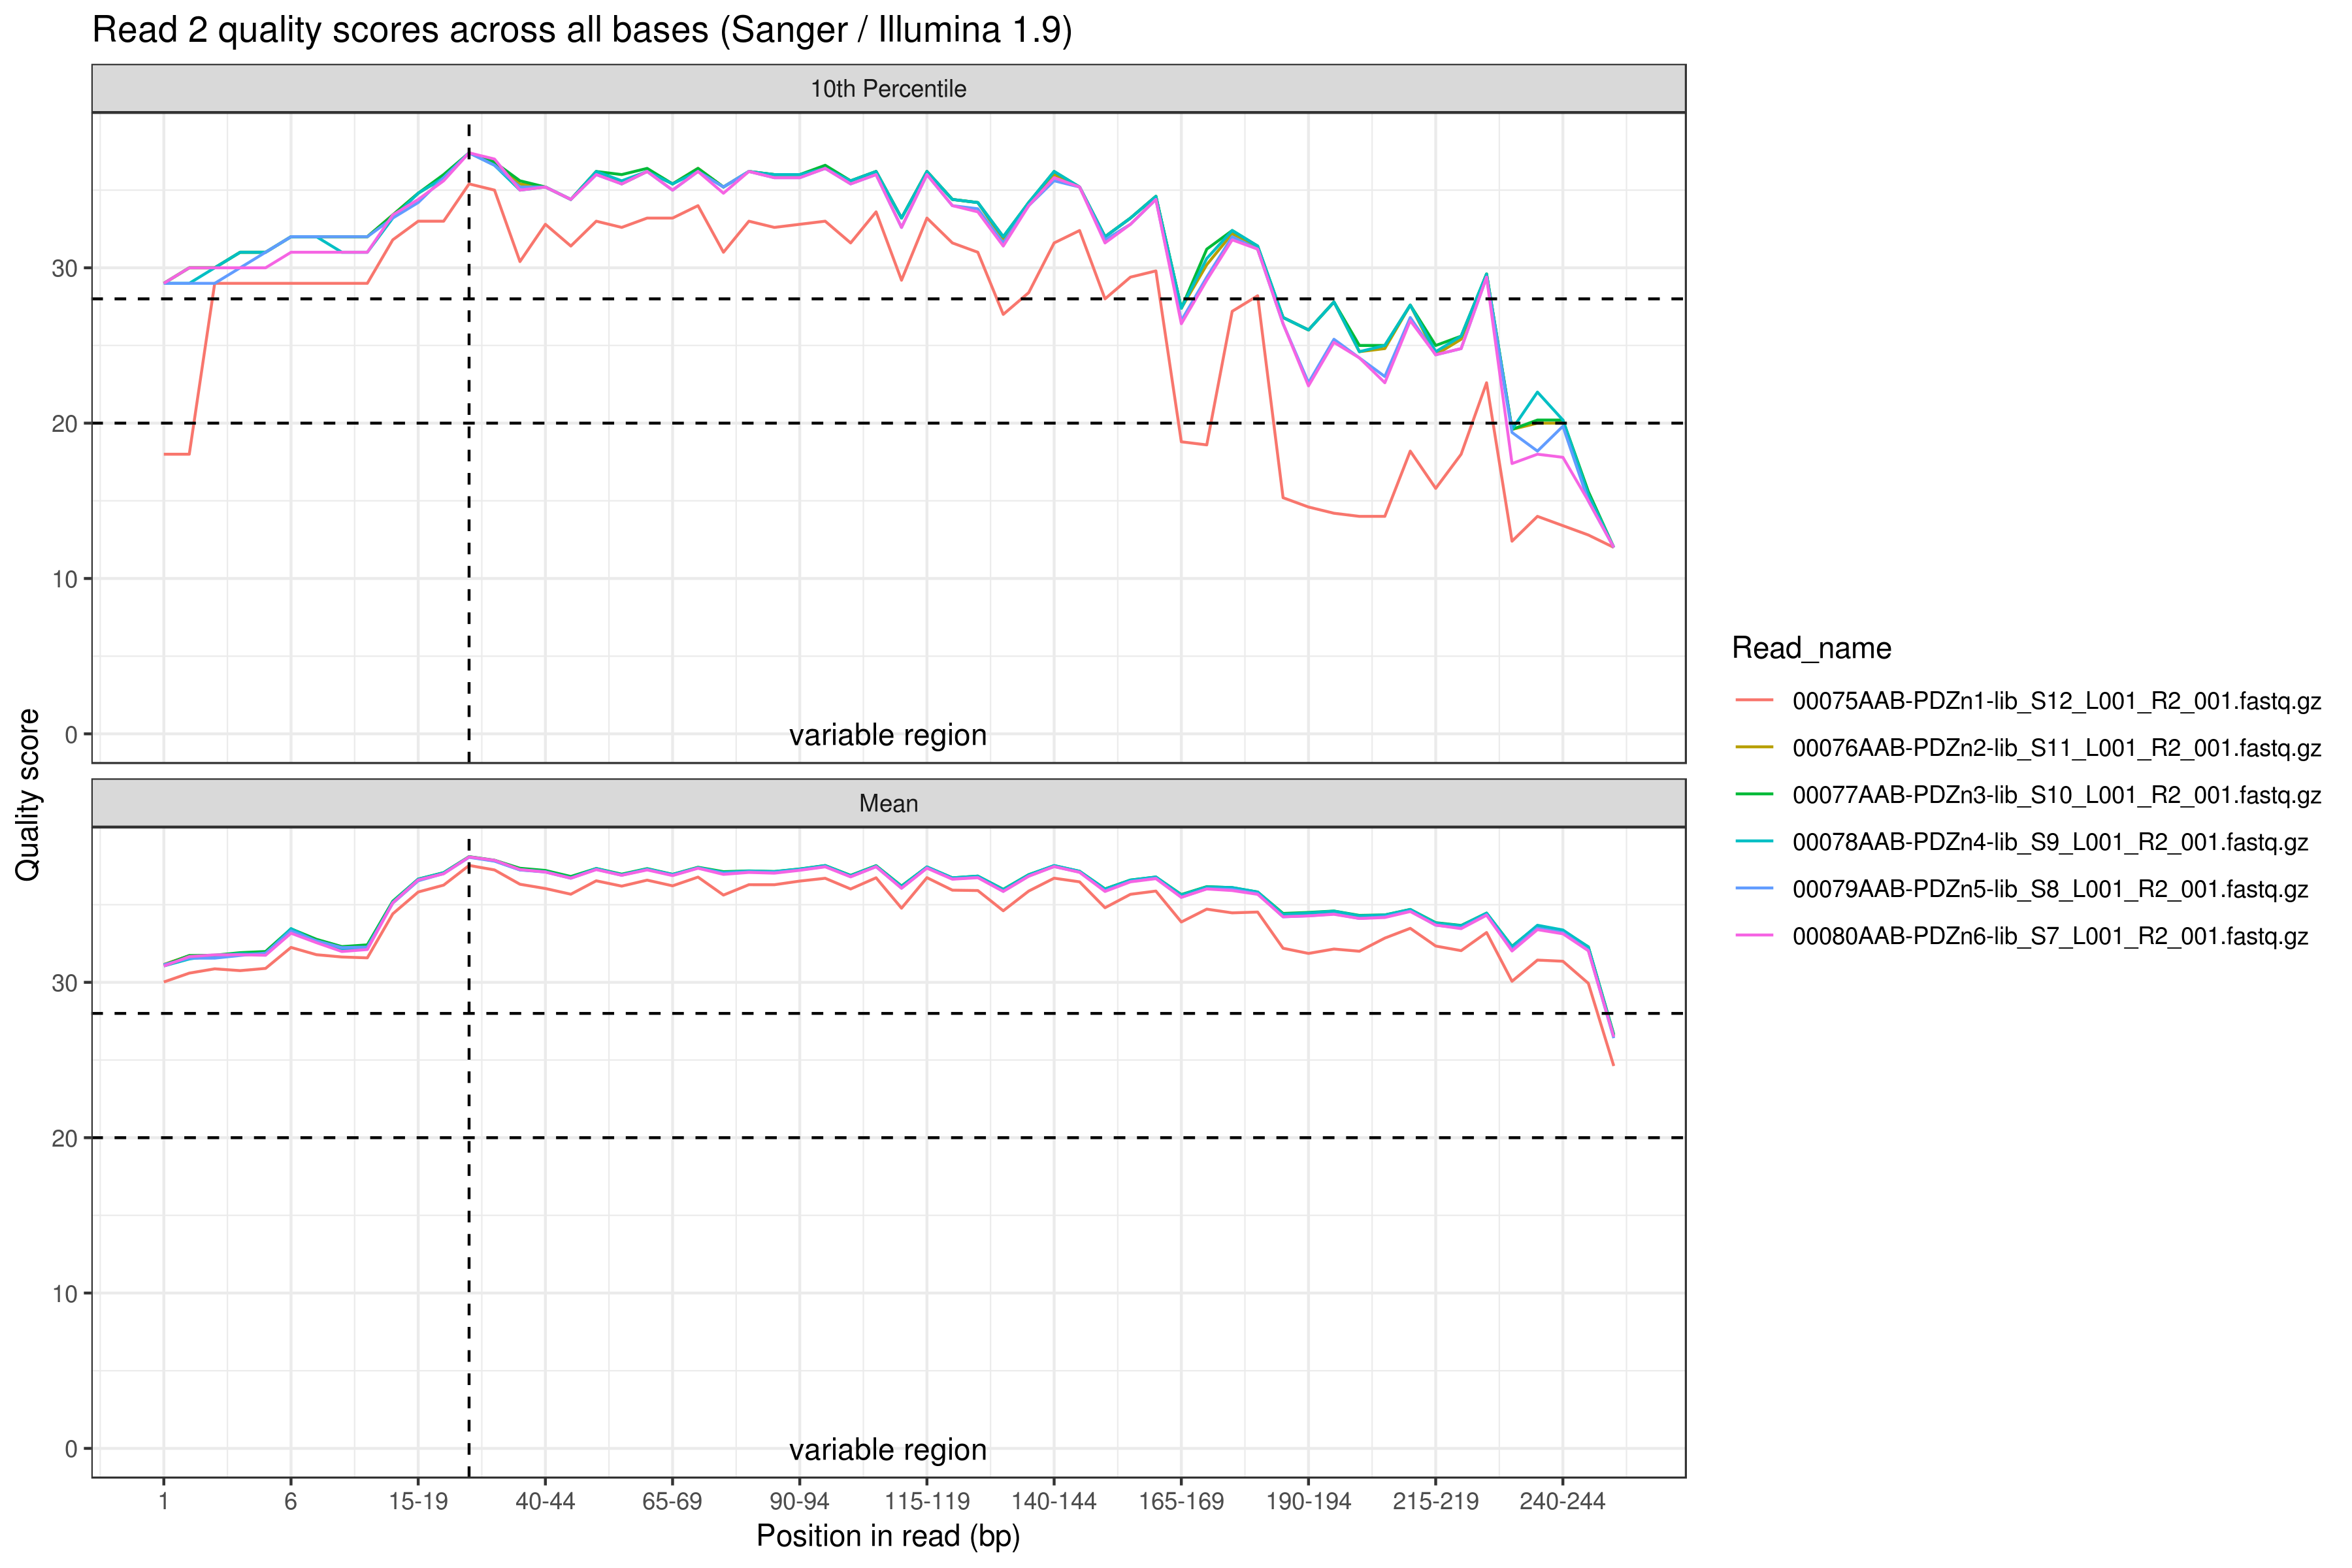 Read 2 quality scores across all bases (Sanger / Illumina 1.9)
10th Percentile
30
20
10
0
variable region
Quality score
Mean
30
20
10
0
variable region
1 6 15-19 40-44 65-69 90-94 115-119 140-144 165-169 190-194 215-219 240-244
Position in read (bp)
Read_name
00075AAB-PDZn1-lib_S12_L001_R2_001.fastq.gz
00076AAB-PDZn2-lib_S11_L001_R2_001.fastq.gz
00077AAB-PDZn3-lib_S10_L001_R2_001.fastq.gz
00078AAB-PDZn4-lib_S9_L001_R2_001.fastq.gz
00079AAB-PDZn5-lib_S8_L001_R2_001.fastq.gz
00080AAB-PDZn6-lib_S7_L001_R2_001.fastq.gz